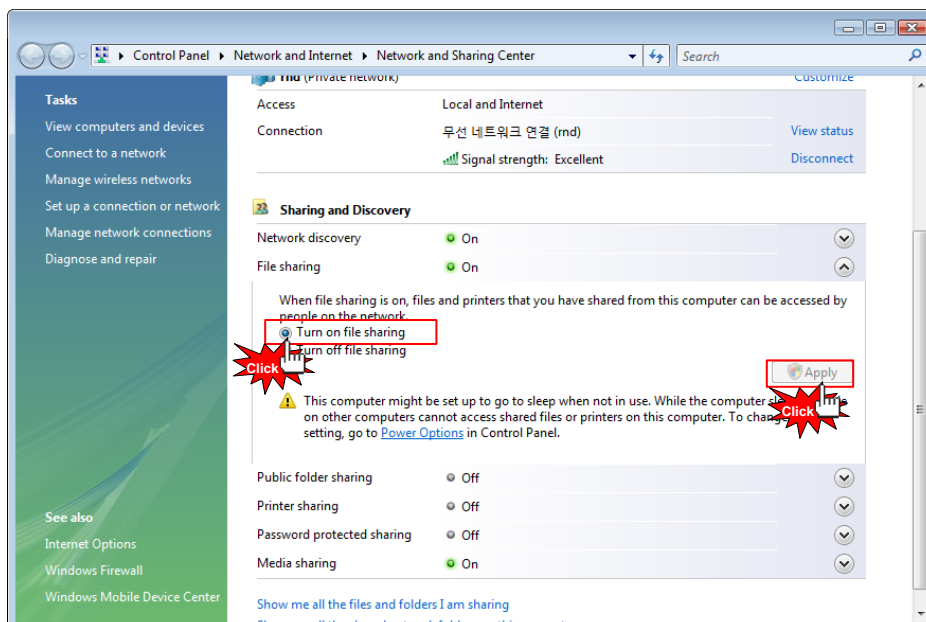 Control Panel Network and Internet Network and Sharing Center
Search
rnd (Private network)
Customize
Tasks
View computers and devices
Connect to a network
Manage wireless networks
Set up a connection or network
Manage network connections
Diagnose and repair
Access Local and Internet
Connection 무선 네트워크 연결 (rnd) View status
Signal strength: Excellent Disconnect
Sharing and Discovery
Network discovery On
File sharing On
When file sharing is on, files and printers that you have shared from this computer can be accessed by
people on the network.
Turn on file sharing
Turn off file sharing
Click
Apply
Click
This computer might be set up to go to sleep when not in use. While the computer
on other computers cannot access shared files or printers on this computer. To
setting, go to Power Options in Control Panel.
Public folder sharing Off
Printer sharing Off
Password protected sharing Off
Media sharing On
See also
Internet Options
Windows Firewall
Windows Mobile Device Center
Show me all the files and folders I am sharing